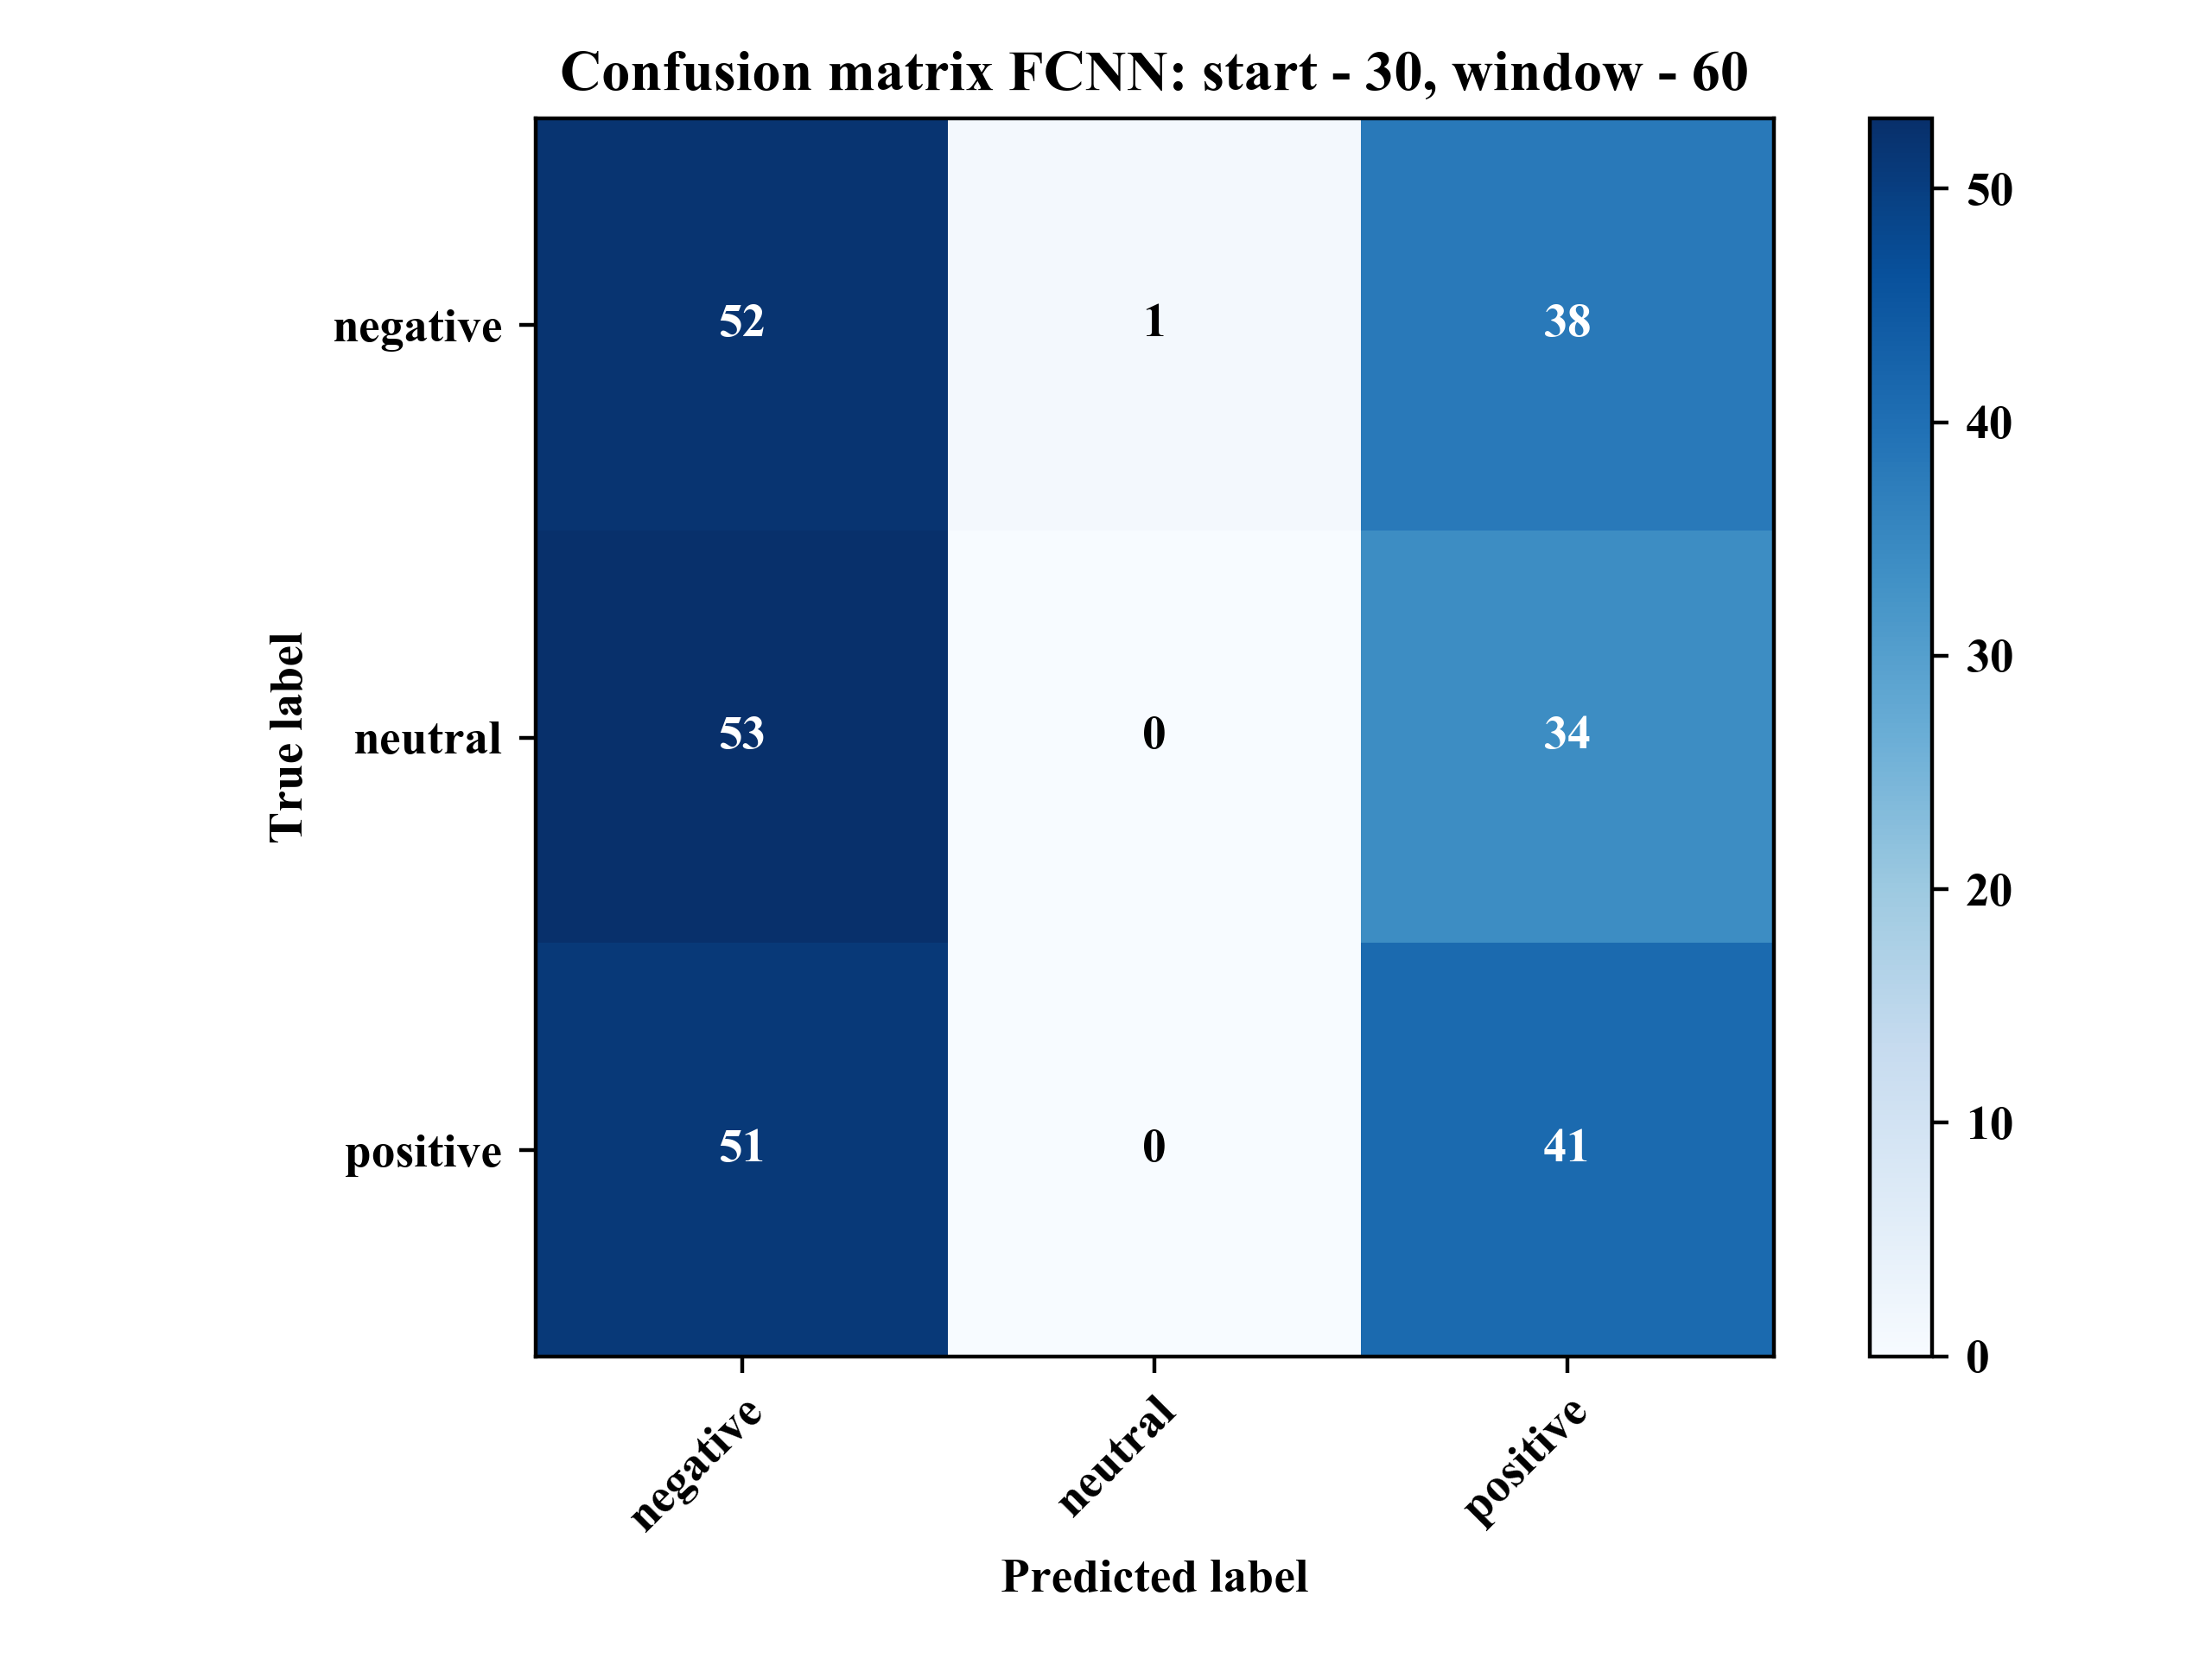 Confusion matrix FCNN: start - 30, window - 60
negative 52 1 38
neutral 53 0 34
positive 51 0 41
True label
negative neutral positive
Predicted label
50
40
30
20
10
0